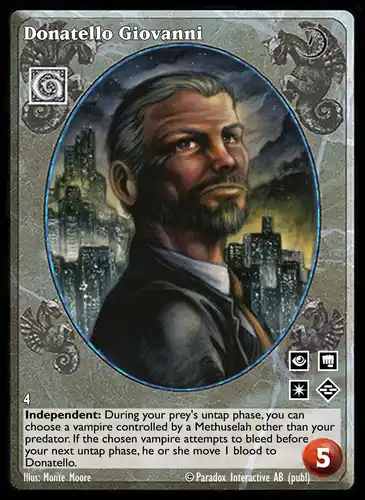 Donatello Giovanni
4
Independent: During your prey's untap phase, you can
choose a vampire controlled by a Methuselah other than your
predator. If the chosen vampire attempts to bleed before
your next untap phase, he or she move 1 blood to
Donatello.
5
Illus: Monte Moore
© Paradox Interactive AB (publ)